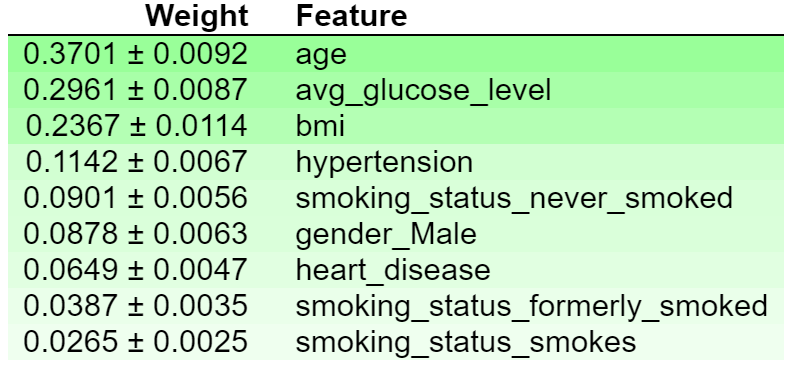 Weight Feature
0.3701 ± 0.0092 age
0.2961 ± 0.0087 avg_glucose_level
0.2367 ± 0.0114 bmi
0.1142 ± 0.0067 hypertension
0.0901 ± 0.0056 smoking_status_never_smoked
0.0878 ± 0.0063 gender_Male
0.0649 ± 0.0047 heart_disease
0.0387 ± 0.0035 smoking_status_formerly_smoked
0.0265 ± 0.0025 smoking_status_smokes